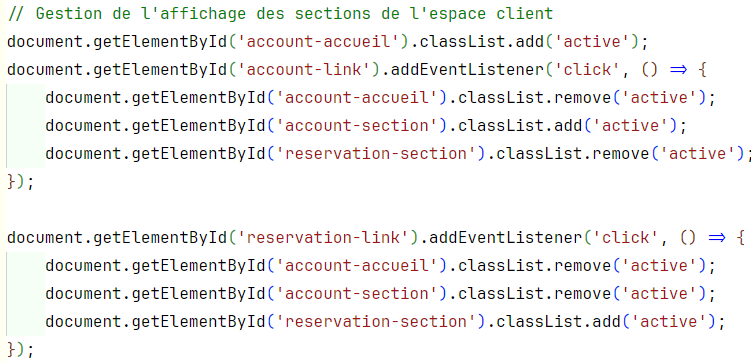 // Gestion de l'affichage des sections de l'espace client
document.getElementById('account-accueil').classList.add('active');
document.getElementById('account-link').addEventListener('click', () => {
    document.getElementById('account-accueil').classList.remove('active');
    document.getElementById('account-section').classList.add('active');
    document.getElementById('reservation-section').classList.remove('active');
});

document.getElementById('reservation-link').addEventListener('click', () => {
    document.getElementById('account-accueil').classList.remove('active');
    document.getElementById('account-section').classList.remove('active');
    document.getElementById('reservation-section').classList.add('active');
});